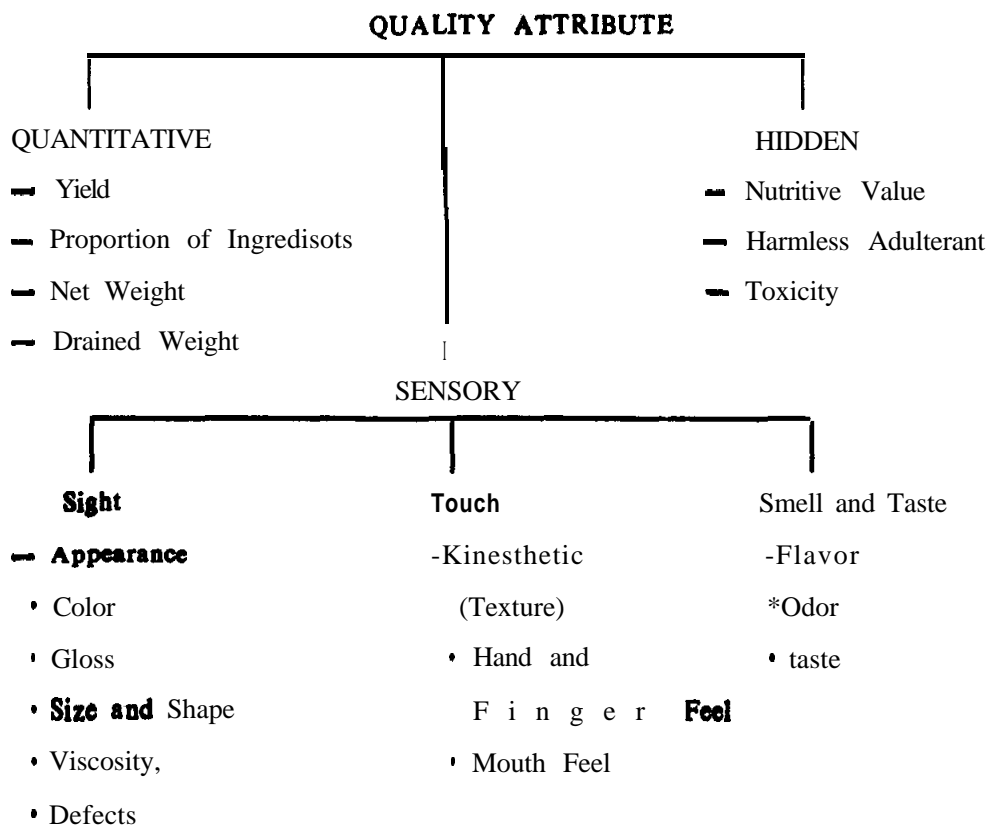 QUALITY ATTRIBUTE
QUANTITATIVE
– Yield
– Proportion of Ingredisots
– Net Weight
– Drained Weight
HIDDEN
– Nutritive Value
– Harmless Adulterant
– Toxicity
SENSORY
Sight
– Appearance
• Color
• Gloss
• Size and Shape
• Viscosity,
• Defects
Touch
-Kinesthetic
(Texture)
• Hand and
Finger Feel
• Mouth Feel
Smell and Taste
-Flavor
*Odor
• taste